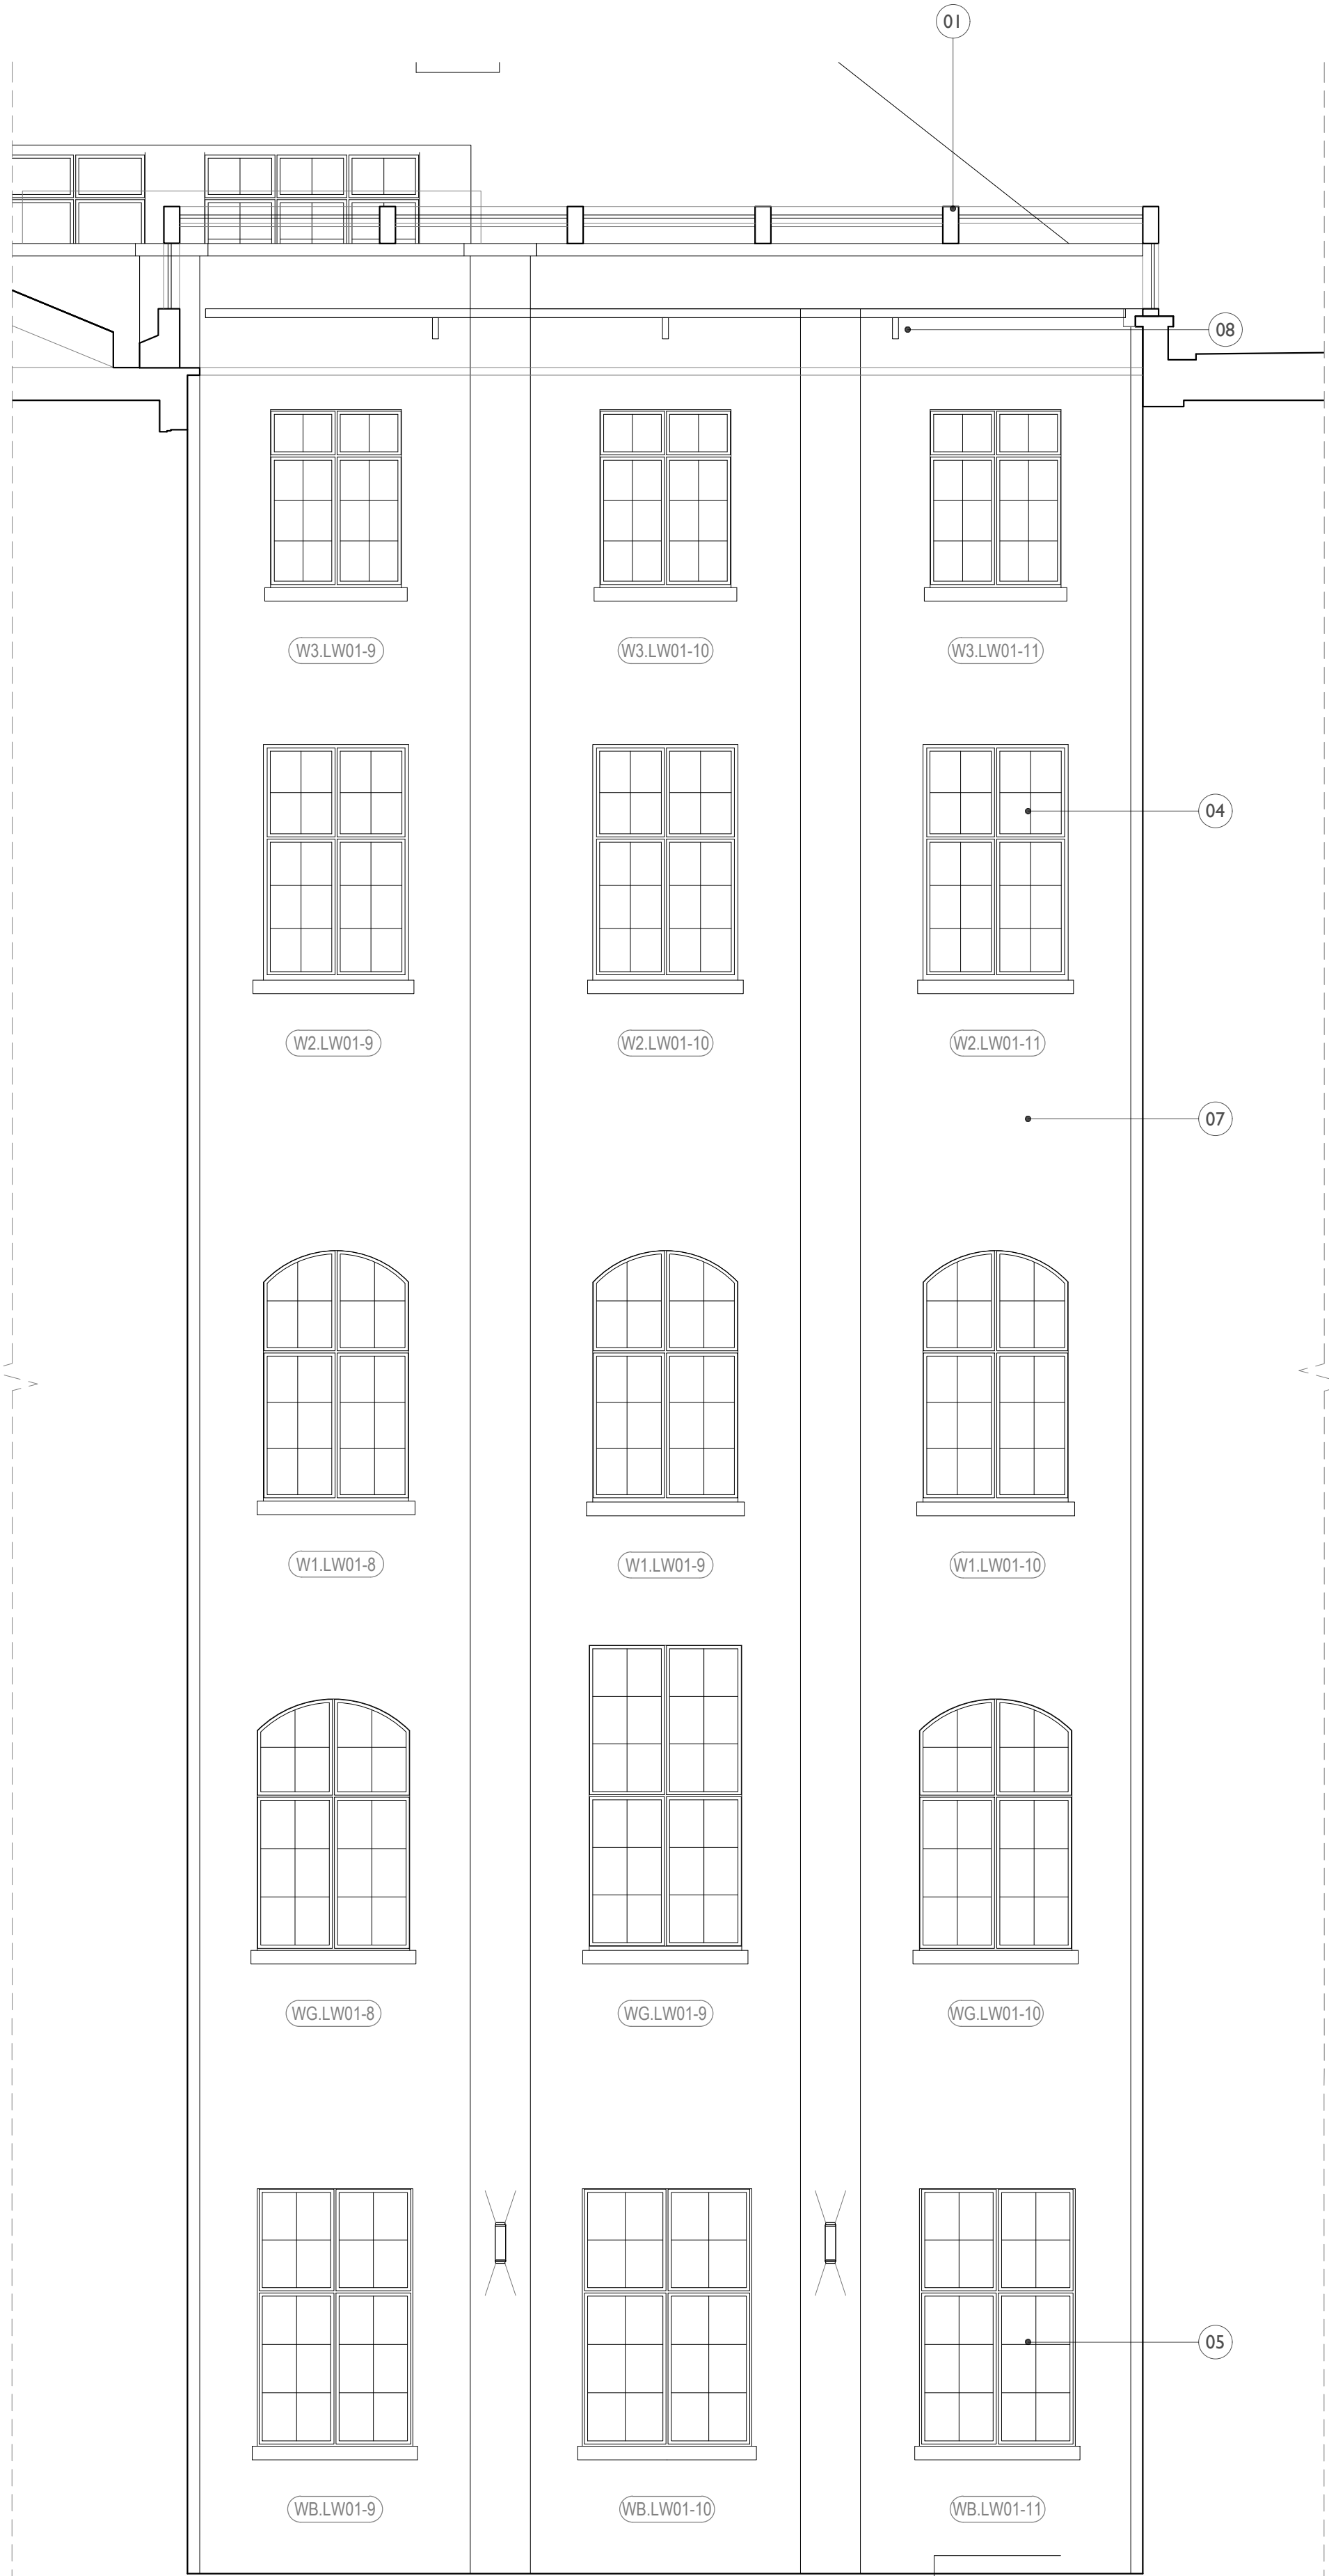 01
08
W3.LW01-9 W3.LW01-10 W3.LW01-11
04
W2.LW01-9 W2.LW01-10 W2.LW01-11
07
W1.LW01-8 W1.LW01-9 W1.LW01-10
WG.LW01-8 WG.LW01-9 WG.LW01-10
05
WB.LW01-9 WB.LW01-10 WB.LW01-11